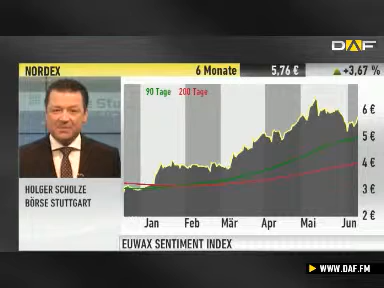 DAF
NORDEX 6 Monate 5,76 € +3,67 %
90 Tage 200 Tage
6 €
5 €
4 €
3 €
2 €
Jan Feb Mär Apr Mai Jun
HOLGER SCHOLZE
BÖRSE STUTTGART
EUWAX SENTIMENT INDEX
WWW.DAF.FM